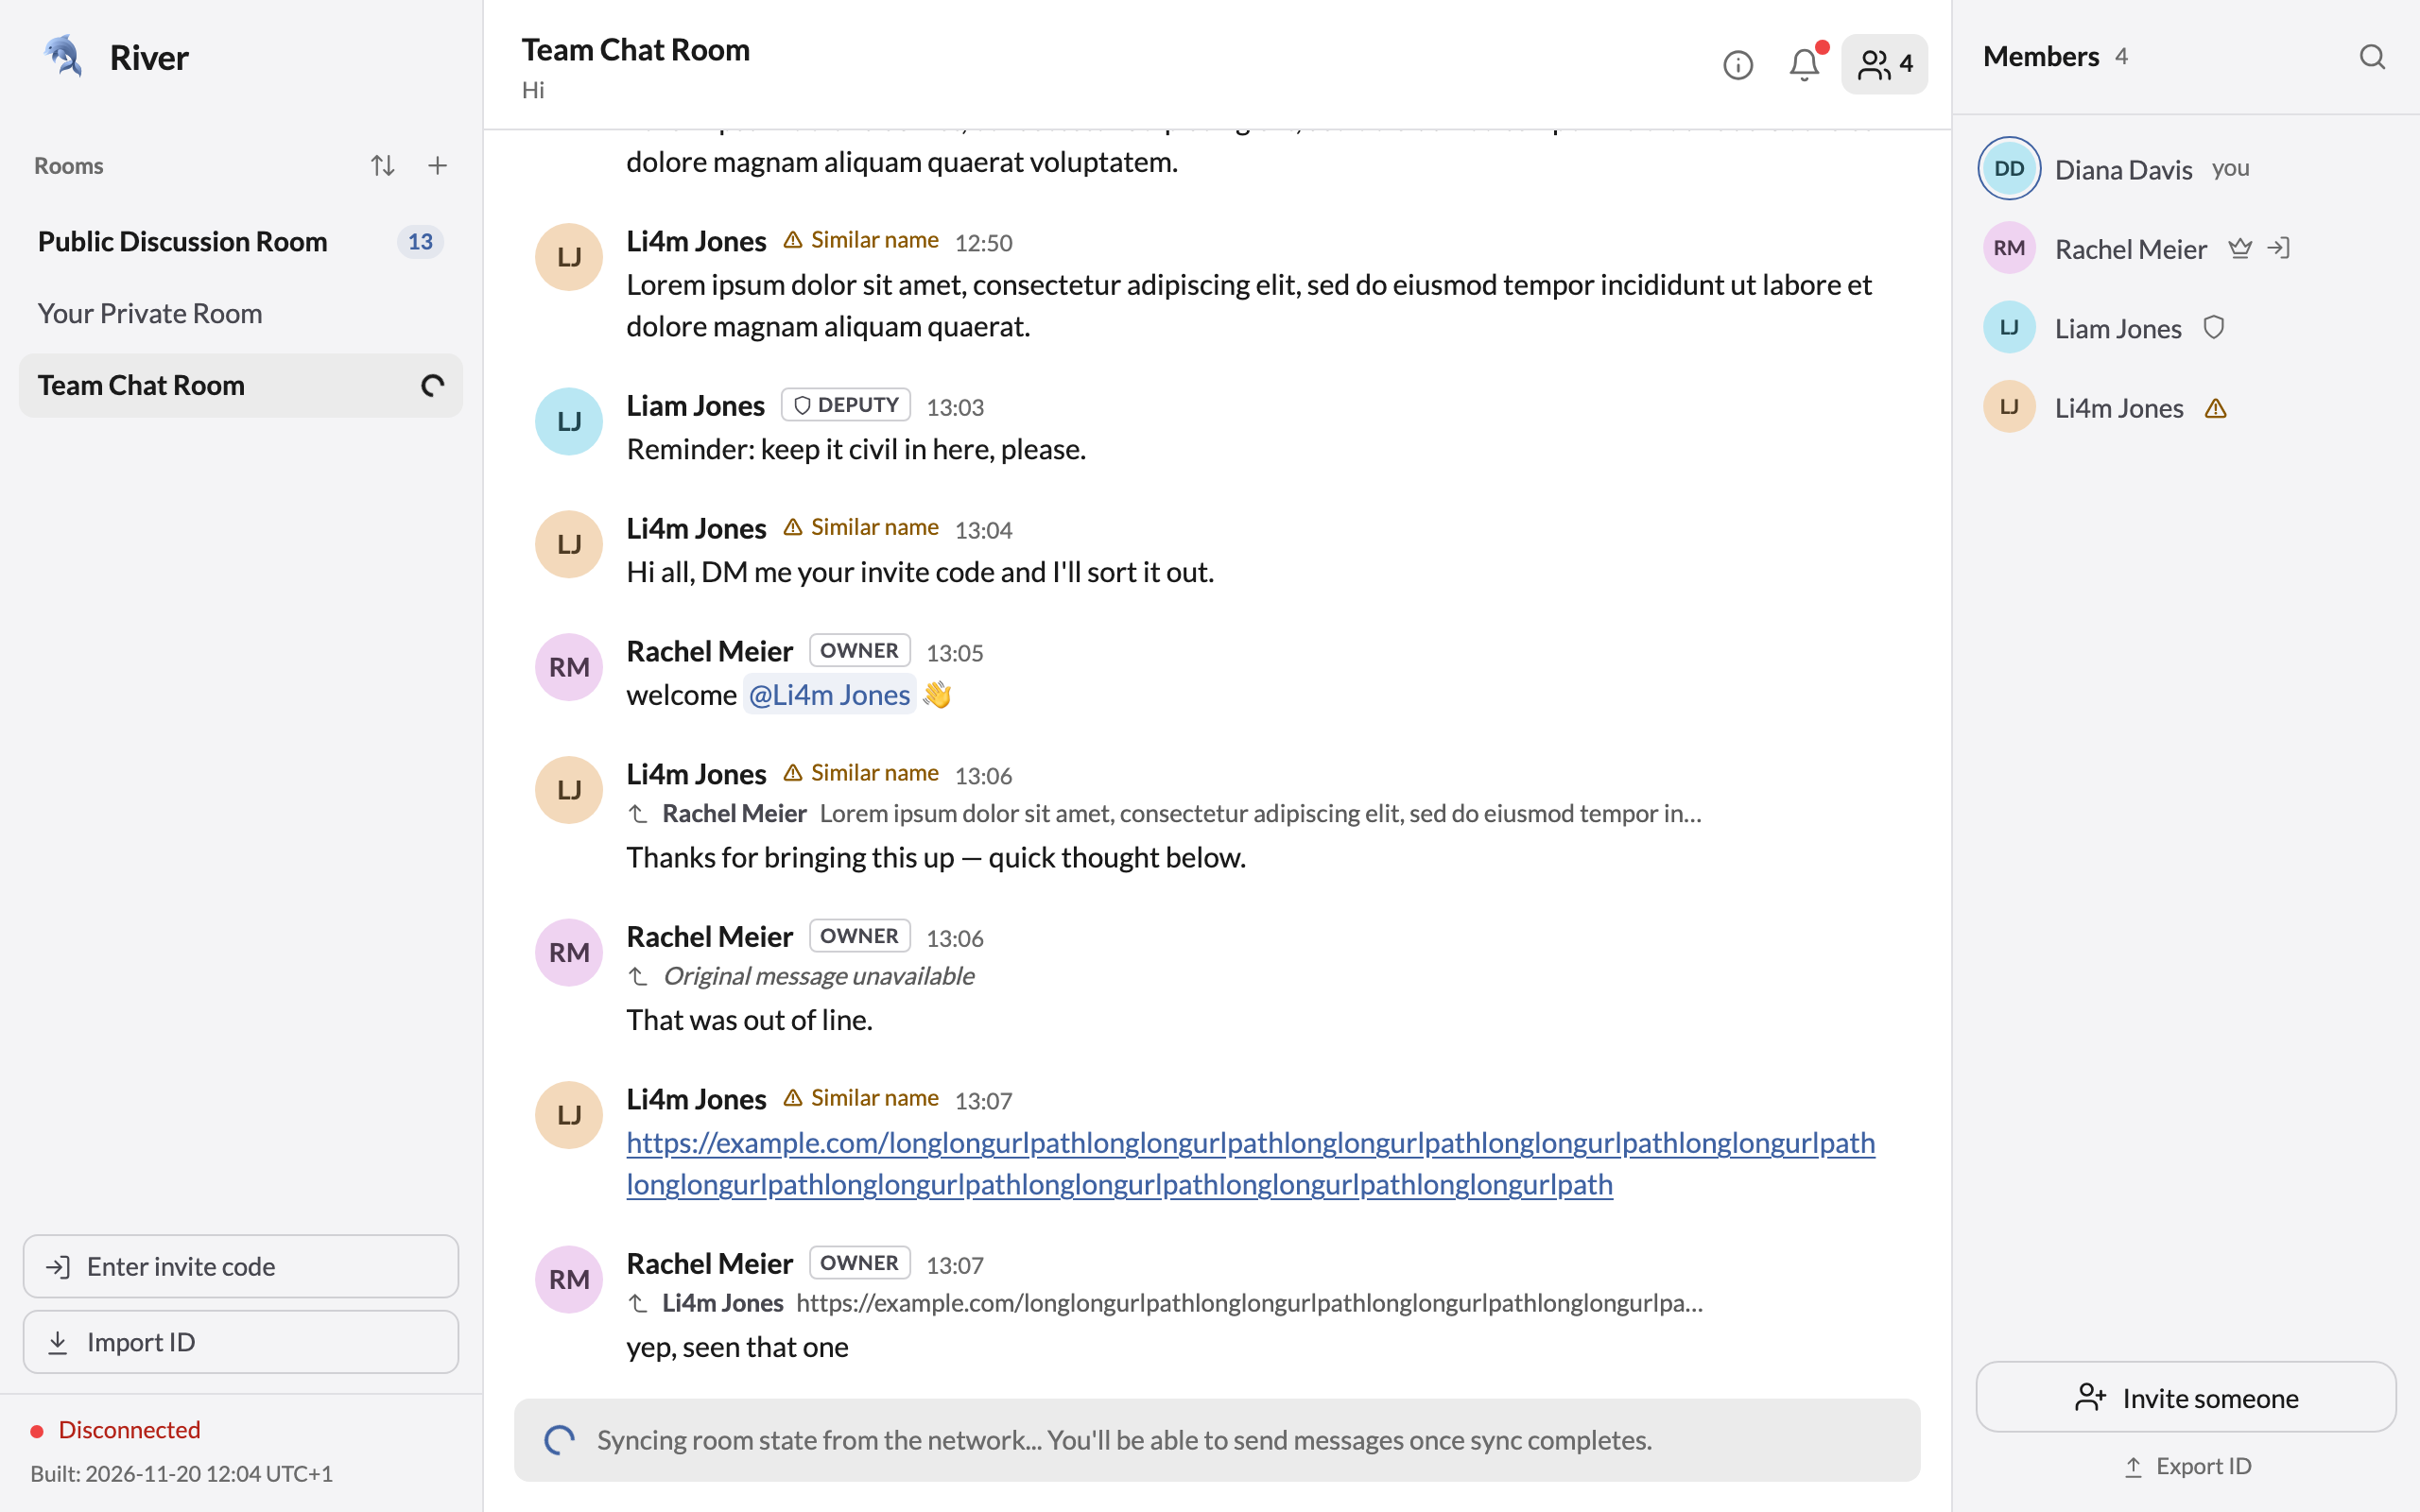 River
Rooms
Public Discussion Room 13
Your Private Room
Team Chat Room
Enter invite code
Import ID
Disconnected
Built: 2026-11-20 12:04 UTC+1
Team Chat Room
Hi
4
dolore magnam aliquam quaerat voluptatem.
LJ Li4m Jones Similar name 12:50
Lorem ipsum dolor sit amet, consectetur adipiscing elit, sed do eiusmod tempor incididunt ut labore et
dolore magnam aliquam quaerat.
LJ Liam Jones DEPUTY 13:03
Reminder: keep it civil in here, please.
LJ Li4m Jones Similar name 13:04
Hi all, DM me your invite code and I'll sort it out.
RM Rachel Meier OWNER 13:05
welcome @Li4m Jones 👋
LJ Li4m Jones Similar name 13:06
Rachel Meier Lorem ipsum dolor sit amet, consectetur adipiscing elit, sed do eiusmod tempor in...
Thanks for bringing this up — quick thought below.
RM Rachel Meier OWNER 13:06
Original message unavailable
That was out of line.
LJ Li4m Jones Similar name 13:07
https://example.com/longlongurlpathlonglongurlpathlonglongurlpathlonglongurlpathlonglongurlpath
longlongurlpathlonglongurlpathlonglongurlpathlonglongurlpathlonglongurlpath
RM Rachel Meier OWNER 13:07
Li4m Jones https://example.com/longlongurlpathlonglongurlpathlonglongurlpathlonglongurlpa...
yep, seen that one
Syncing room state from the network... You'll be able to send messages once sync completes.
Members 4
DD Diana Davis you
RM Rachel Meier
LJ Liam Jones
LJ Li4m Jones
Invite someone
Export ID